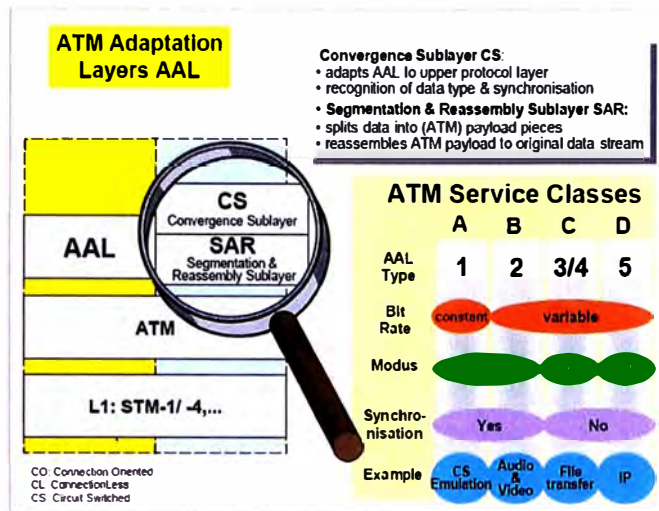 ATM Adaptation
Layers AAL
Convergence Sublayer CS:
• adapts AAL lo upper protocol layer
• recognition of data type & synchronisation
• Segmentation & Reassembly Sublayer SAR:
• splits data into (ATM) payload pieces
• reassembles ATM payload to original data stream
AAL
CS
Convergence Sublayer
SAR
Segmentation &
Reassembly Sublayer
ATM
L1: STM-1/ -4,...
CO: Connection Oriented
CL ConnectionLess
CS Circuit Switched
ATM Service Classes
A B C D
AAL
Type
1 2 3/4 5
Bit
Rate
constant variable
Modus
Synchro-
nisation
Yes No
Example
CS
Emulation
Audio
&
Video
File
transfer
IP